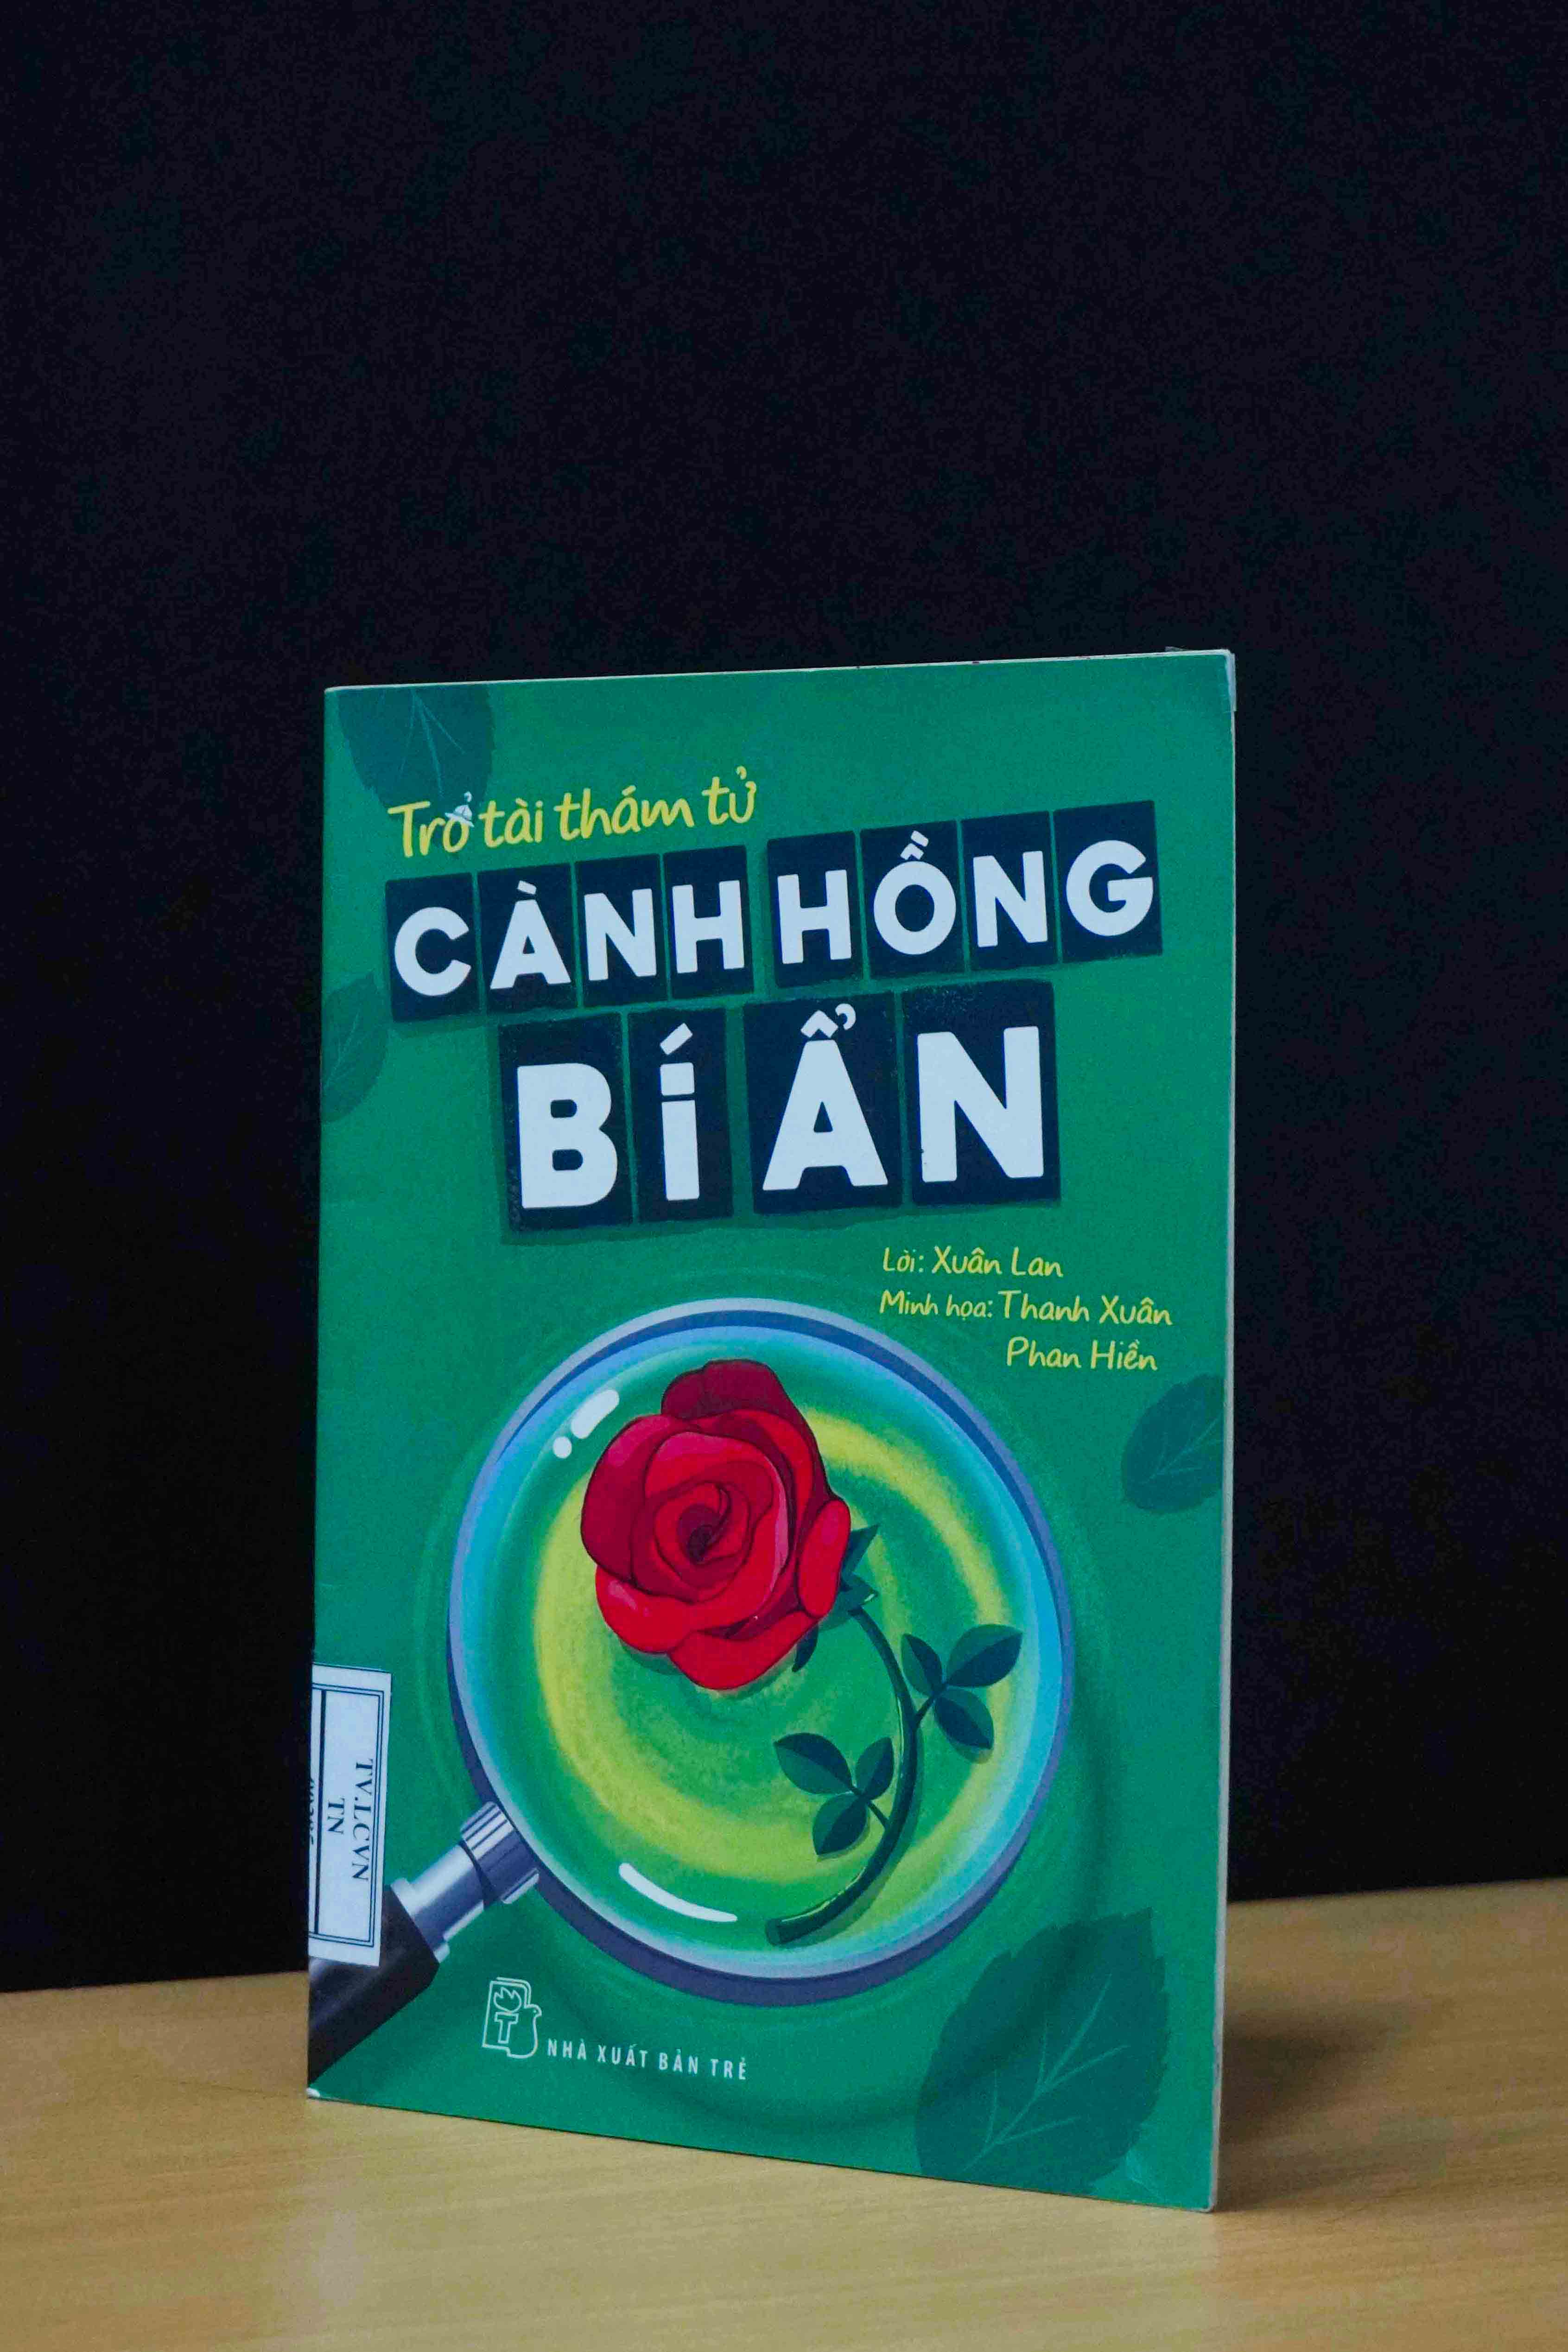 Trổ tài thám tử
CÀNH HỒNG
BÍ ẨN
Lời: Xuân Lan
Minh họa: Thanh Xuân
Phan Hiền
TV.LCVN
TN
T
NHÀ XUẤT BẢN TRẺ